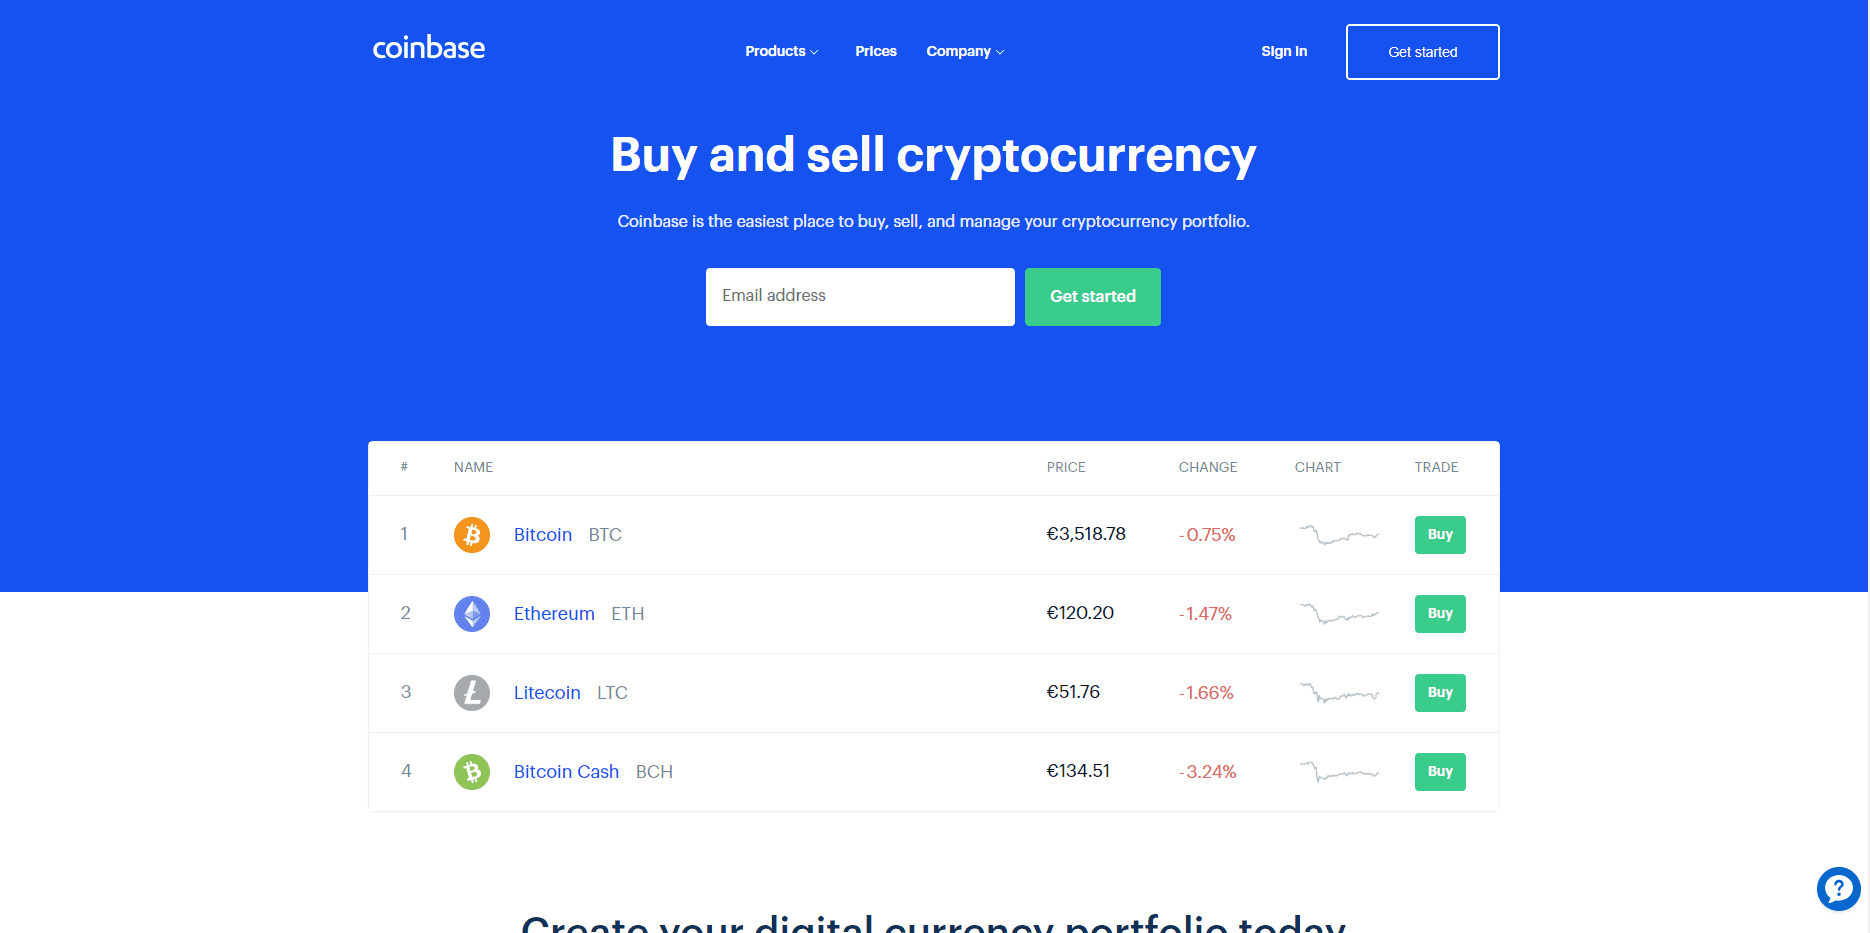 coinbase
Products Prices Company Sign In Get started
Buy and sell cryptocurrency
Coinbase is the easiest place to buy, sell, and manage your cryptocurrency portfolio.
Email address Get started
# NAME PRICE CHANGE CHART TRADE
1 Bitcoin BTC €3,518.78 -0.75% Buy
2 Ethereum ETH €120.20 -1.47% Buy
3 Litecoin LTC €51.76 -1.66% Buy
4 Bitcoin Cash BCH €134.51 -3.24% Buy
Create your digital currency portfolio today